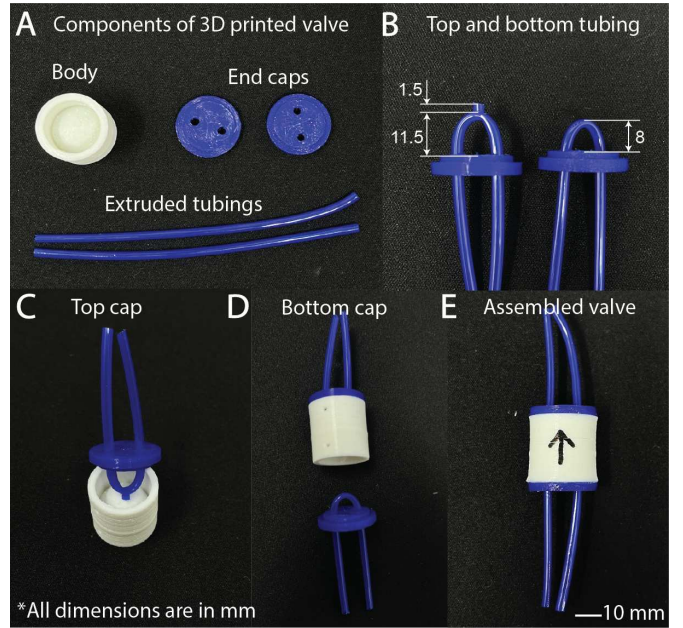 A Components of 3D printed valve
Body
End caps
Extruded tubings
B Top and bottom tubing
1.5
11.5
8
C Top cap
D Bottom cap
E Assembled valve
*All dimensions are in mm
10 mm